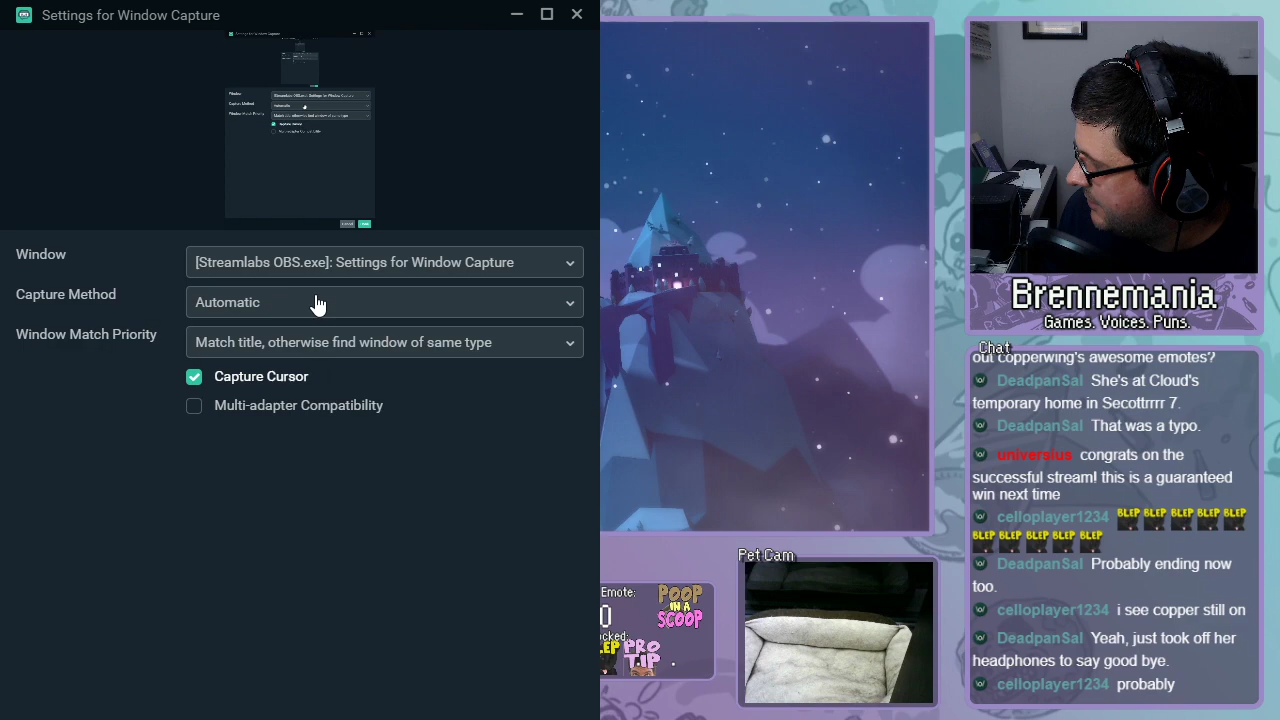 Settings for Window Capture
Window
[Streamlabs OBS.exe]: Settings for Window Capture
Capture Method
Automatic
Window Match Priority
Match title, otherwise find window of same type
Capture Cursor
Multi-adapter Compatibility
Brennemania
Games. Voices. Puns.
Chat
out copperwing's awesome emotes?
DeadpanSal She's at Cloud's
temporary home in Secottrrrr 7.
DeadpanSal That was a typo.
universius congrats on the
successful stream! this is a guaranteed
win next time
celloplayer1234 BLEP BLEP BLEP BLEP BLEP
BLEP BLEP BLEP BLEP BLEP
DeadpanSal Probably ending now
too.
celloplayer1234 i see copper still on
DeadpanSal Yeah, just took off her
headphones to say good bye.
celloplayer1234 probably
Pet Cam
Emote:
POOP
IN A
SCOOP
0
ocked:
LEP
PRO
TIP